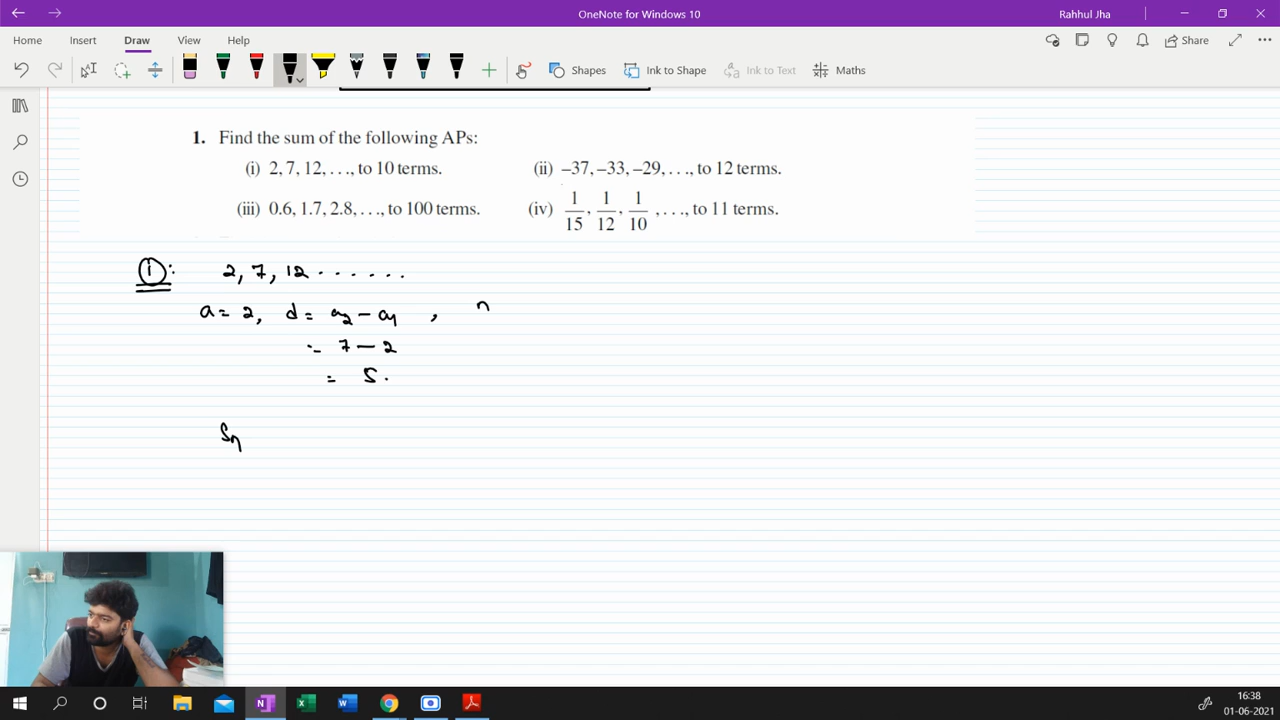 OneNote for Windows 10
Rahhul Jha
Home Insert Draw View Help
Share
Shapes Ink to Shape Ink to Text Maths
1. Find the sum of the following APs:
(i) 2, 7, 12, . . ., to 10 terms. (ii) –37, –33, –29, . . ., to 12 terms.
(iii) 0.6, 1.7, 2.8, . . ., to 100 terms. (iv) 1/15, 1/12, 1/10, . . ., to 11 terms.
(i): 2, 7, 12 . . . . . .
a = 2, d = a₂ – a₁ , n
= 7 – 2
= 5.
Sn
16:38
01-06-2021